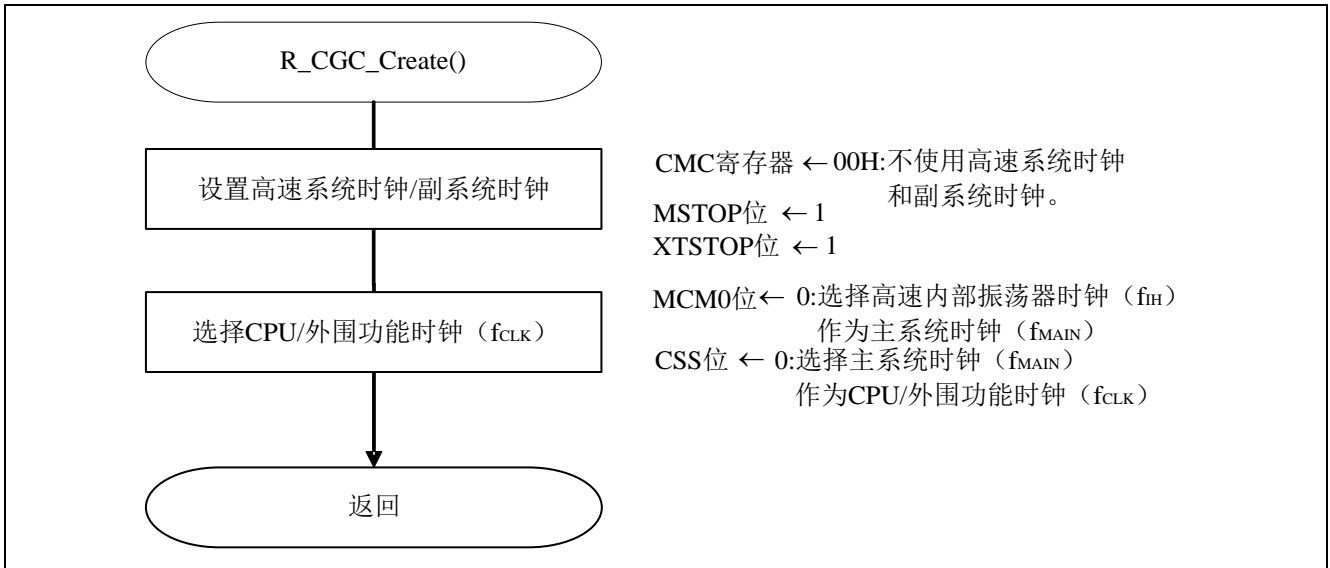 R_CGC_Create()
设置高速系统时钟/副系统时钟
CMC寄存器 ← 00H:不使用高速系统时钟
和副系统时钟。
MSTOP位 ← 1
XTSTOP位 ← 1
选择CPU/外围功能时钟（fCLK）
MCM0位← 0:选择高速内部振荡器时钟（fIH）
作为主系统时钟（fMAIN）
CSS位 ← 0:选择主系统时钟（fMAIN）
作为CPU/外围功能时钟（fCLK）
返回